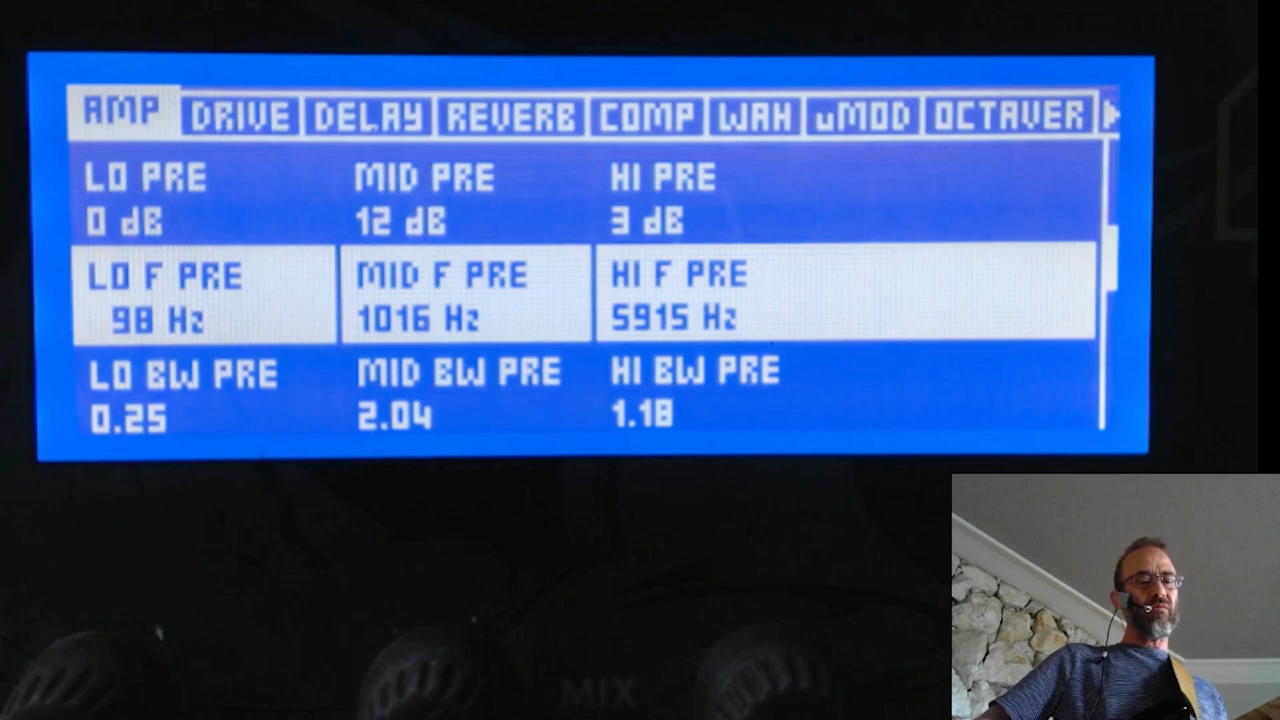 AMP DRIVE DELAY REVERB COMP WAH uMOD OCTAVER
LO PRE MID PRE HI PRE
0 dB 12 dB 3 dB
LO F PRE MID F PRE HI F PRE
98 Hz 1016 Hz 5915 Hz
LO BW PRE MID BW PRE HI BW PRE
0.25 2.04 1.18
MIX